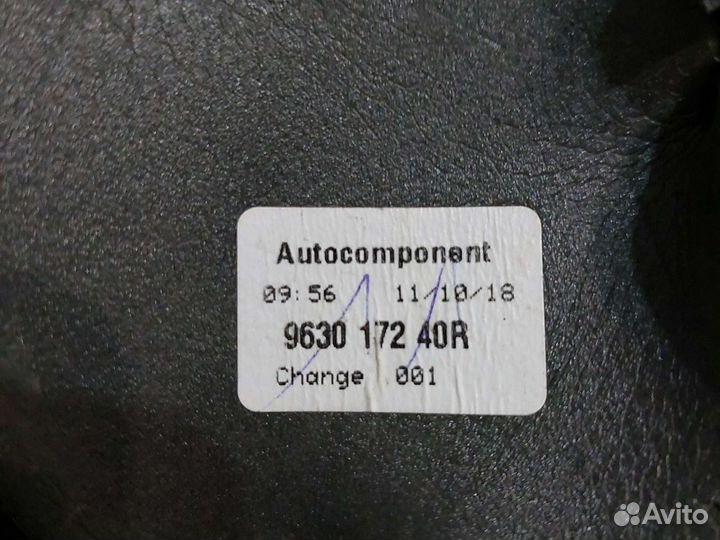 Autocomponent
09:56 11/10/18
9630 172 40R
Change 001
Avito